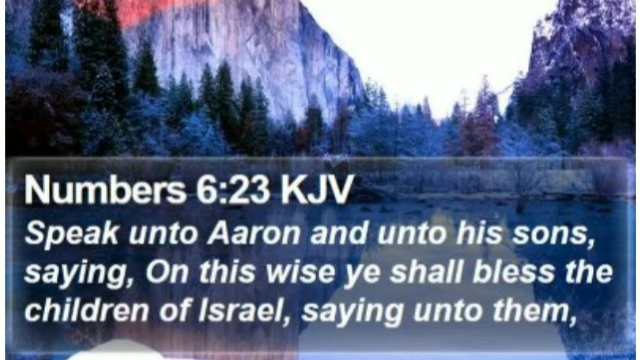 Numbers 6:23 KJV
Speak unto Aaron and unto his sons,
saying, On this wise ye shall bless the
children of Israel, saying unto them,